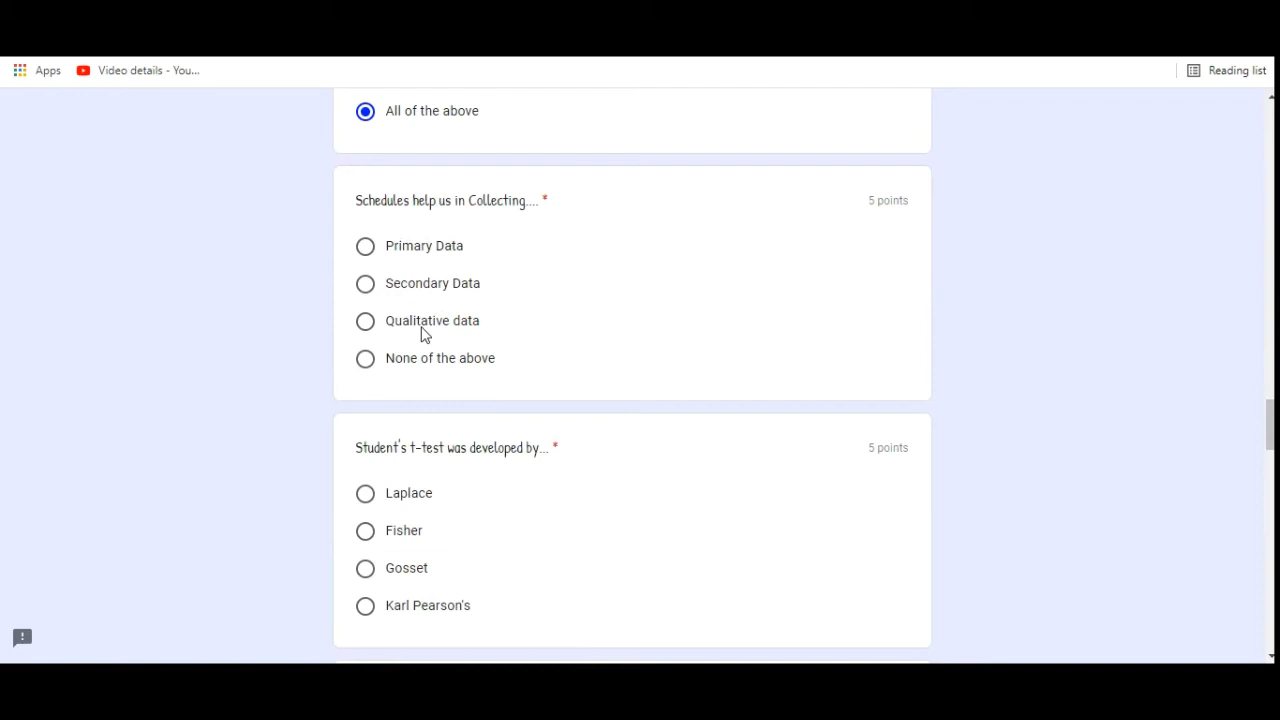 Apps Video details - You... Reading list
All of the above
Schedules help us in Collecting.... * 5 points
Primary Data
Secondary Data
Qualitative data
None of the above
Student's t-test was developed by... * 5 points
Laplace
Fisher
Gosset
Karl Pearson's
!